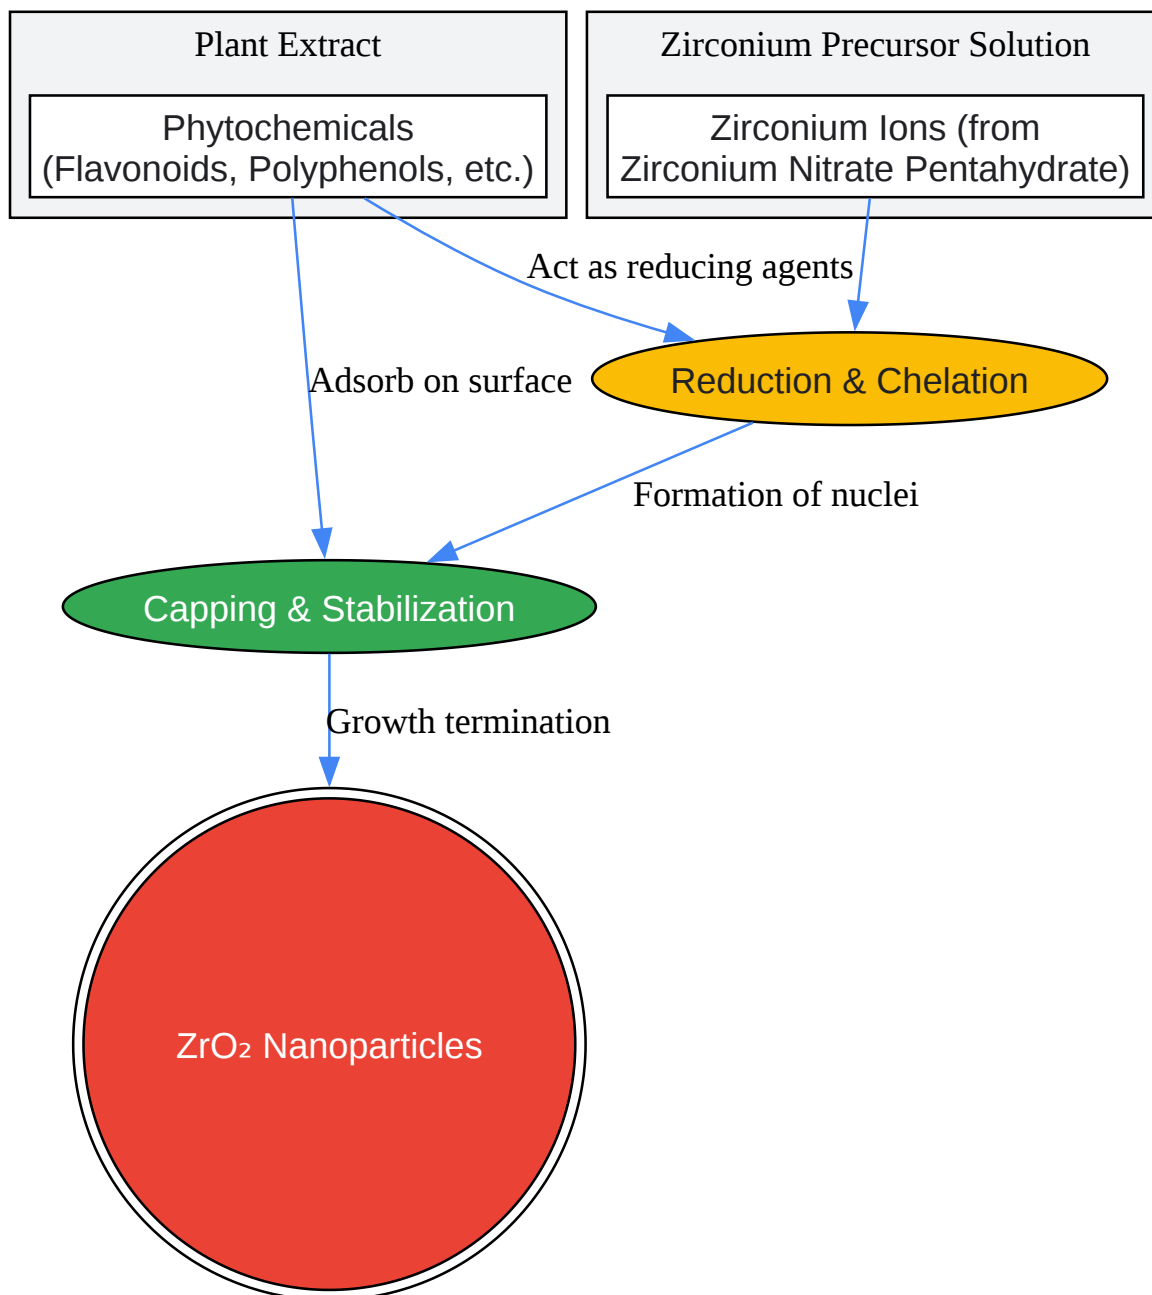 Plant Extract
Zirconium Precursor Solution
Phytochemicals
(Flavonoids, Polyphenols, etc.)
Zirconium Ions (from
Zirconium Nitrate Pentahydrate)
Act as reducing agents
Adsorb on surface
Reduction & Chelation
Formation of nuclei
Capping & Stabilization
Growth termination
ZrO₂ Nanoparticles